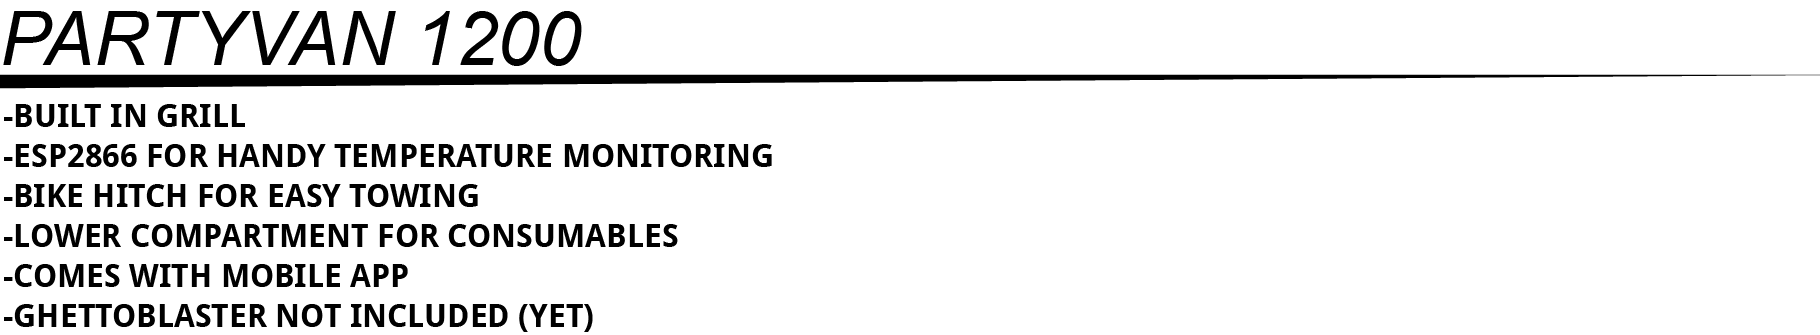 PARTYVAN 1200
-BUILT IN GRILL
-ESP2866 FOR HANDY TEMPERATURE MONITORING
-BIKE HITCH FOR EASY TOWING
-LOWER COMPARTMENT FOR CONSUMABLES
-COMES WITH MOBILE APP
-GHETTOBLASTER NOT INCLUDED (YET)